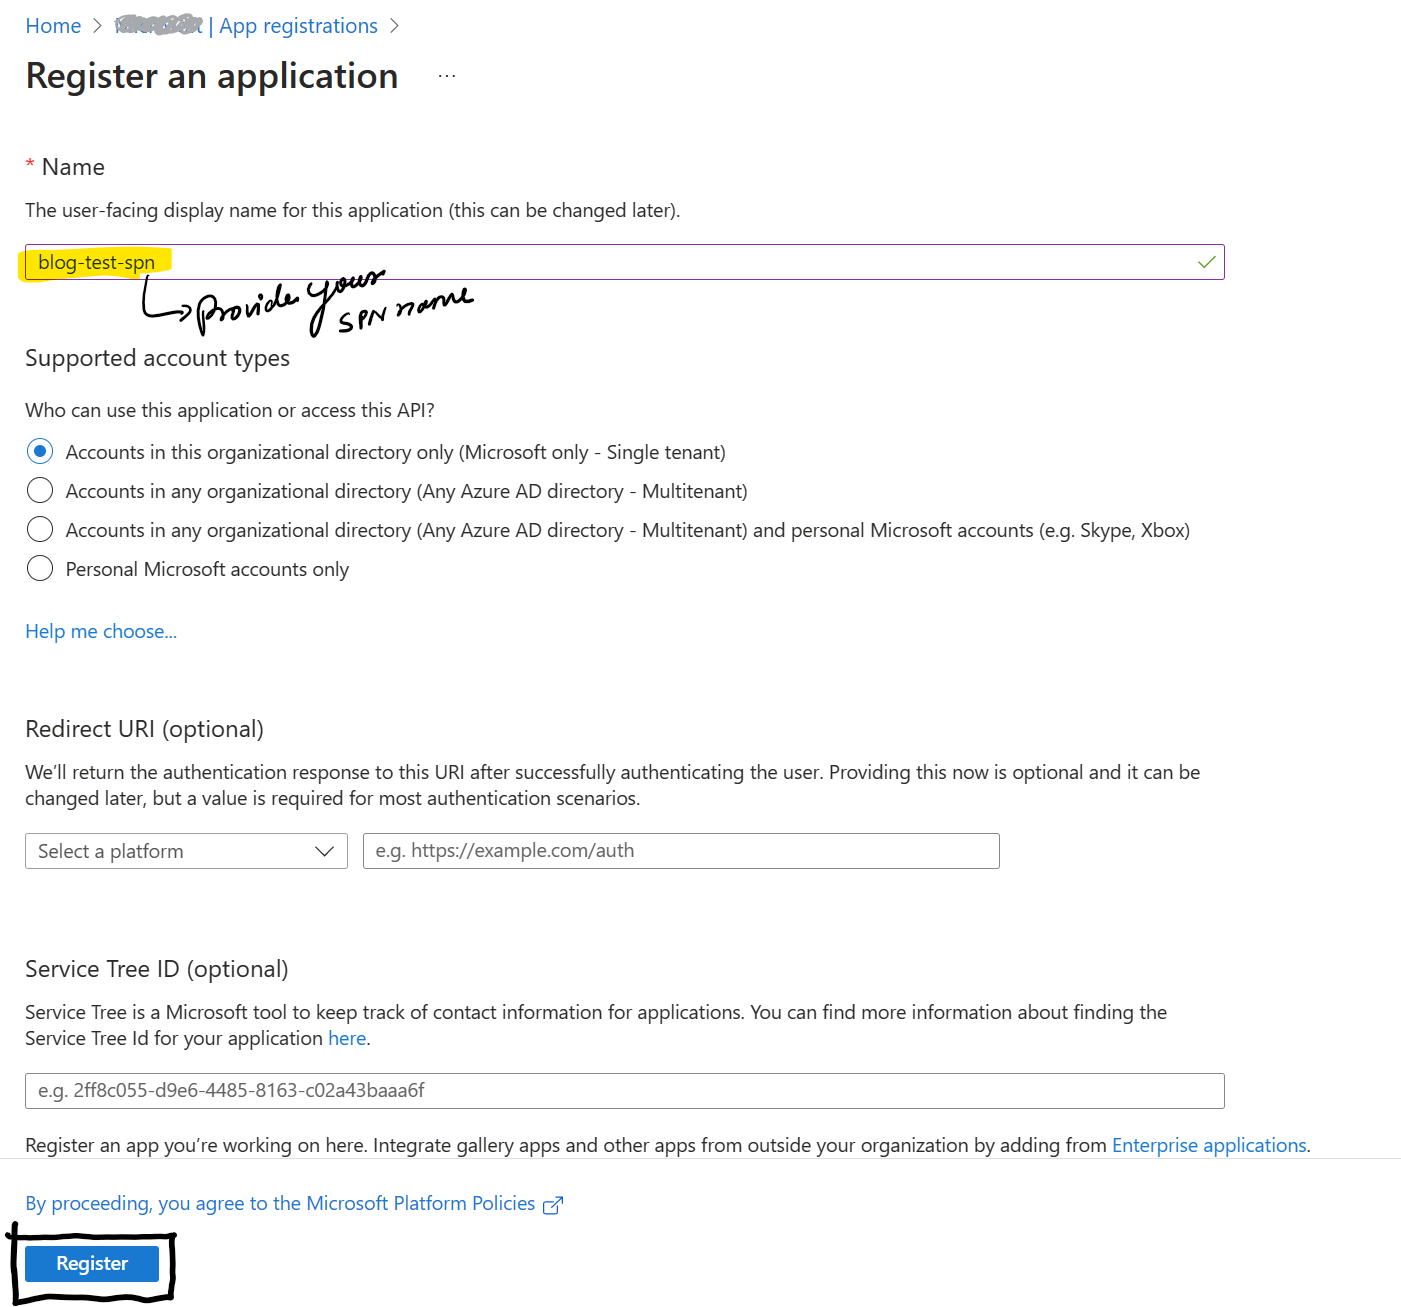 Home > | App registrations >
Register an application ...
* Name
The user-facing display name for this application (this can be changed later).
blog-test-spn
Provide your
SPN name
Supported account types
Who can use this application or access this API?
Accounts in this organizational directory only (Microsoft only - Single tenant)
Accounts in any organizational directory (Any Azure AD directory - Multitenant)
Accounts in any organizational directory (Any Azure AD directory - Multitenant) and personal Microsoft accounts (e.g. Skype, Xbox)
Personal Microsoft accounts only
Help me choose...
Redirect URI (optional)
We'll return the authentication response to this URI after successfully authenticating the user. Providing this now is optional and it can be
changed later, but a value is required for most authentication scenarios.
Select a platform
e.g. https://example.com/auth
Service Tree ID (optional)
Service Tree is a Microsoft tool to keep track of contact information for applications. You can find more information about finding the
Service Tree Id for your application here.
e.g. 2ff8c055-d9e6-4485-8163-c02a43baaa6f
Register an app you're working on here. Integrate gallery apps and other apps from outside your organization by adding from Enterprise applications.
By proceeding, you agree to the Microsoft Platform Policies
Register